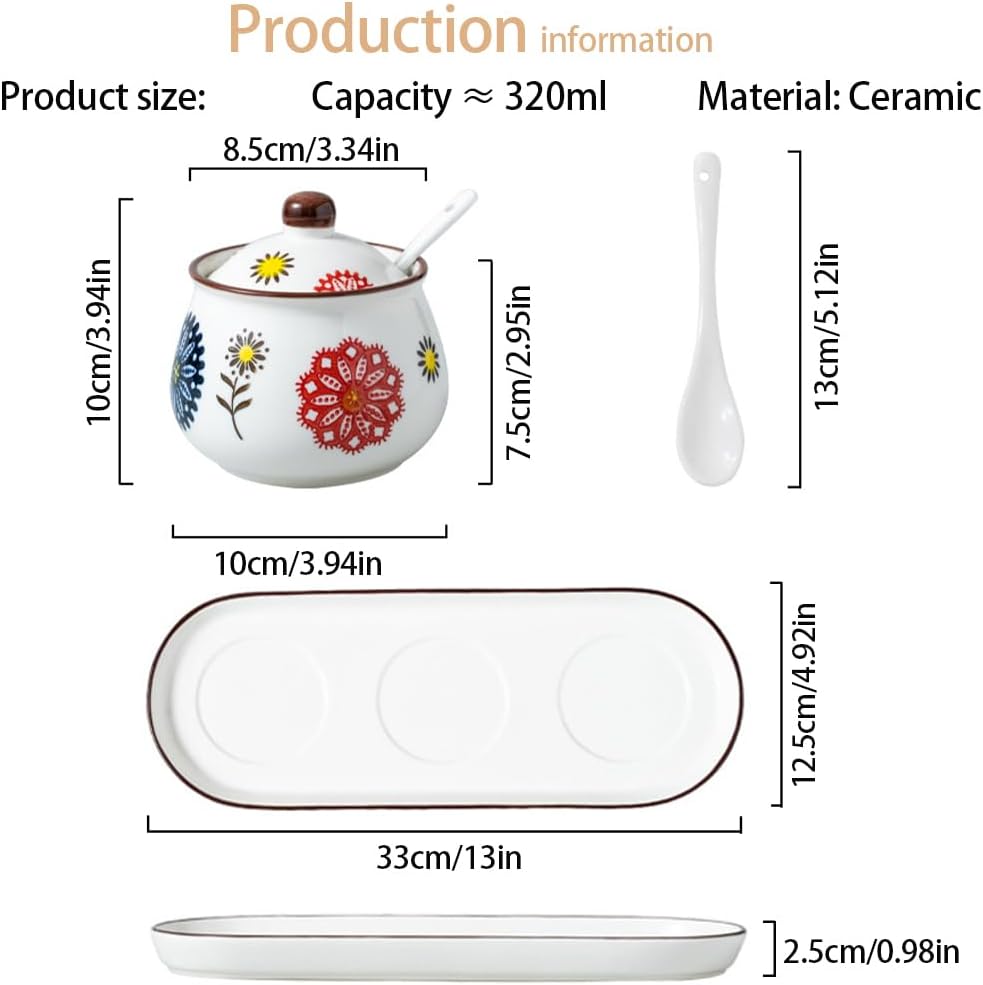 Production information
Product size: Capacity ≈ 320ml Material: Ceramic
8.5cm/3.34in
10cm/3.94in
7.5cm/2.95in
13cm/5.12in
10cm/3.94in
12.5cm/4.92in
33cm/13in
2.5cm/0.98in